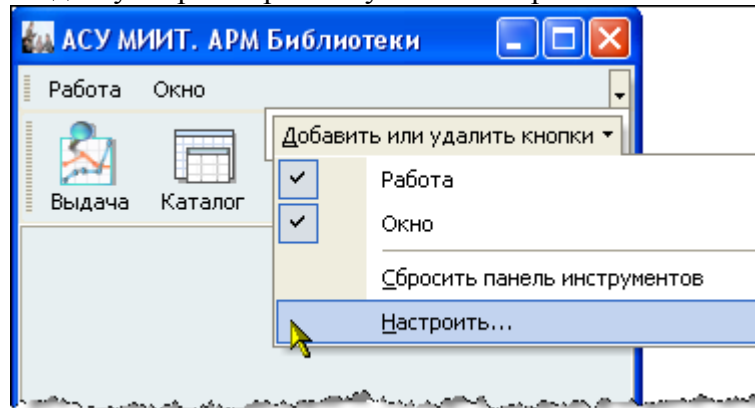 АСУ МИИТ. АРМ Библиотеки
Работа Окно
Добавить или удалить кнопки
Выдача Каталог
Работа
Окно
Сбросить панель инструментов
Настроить...